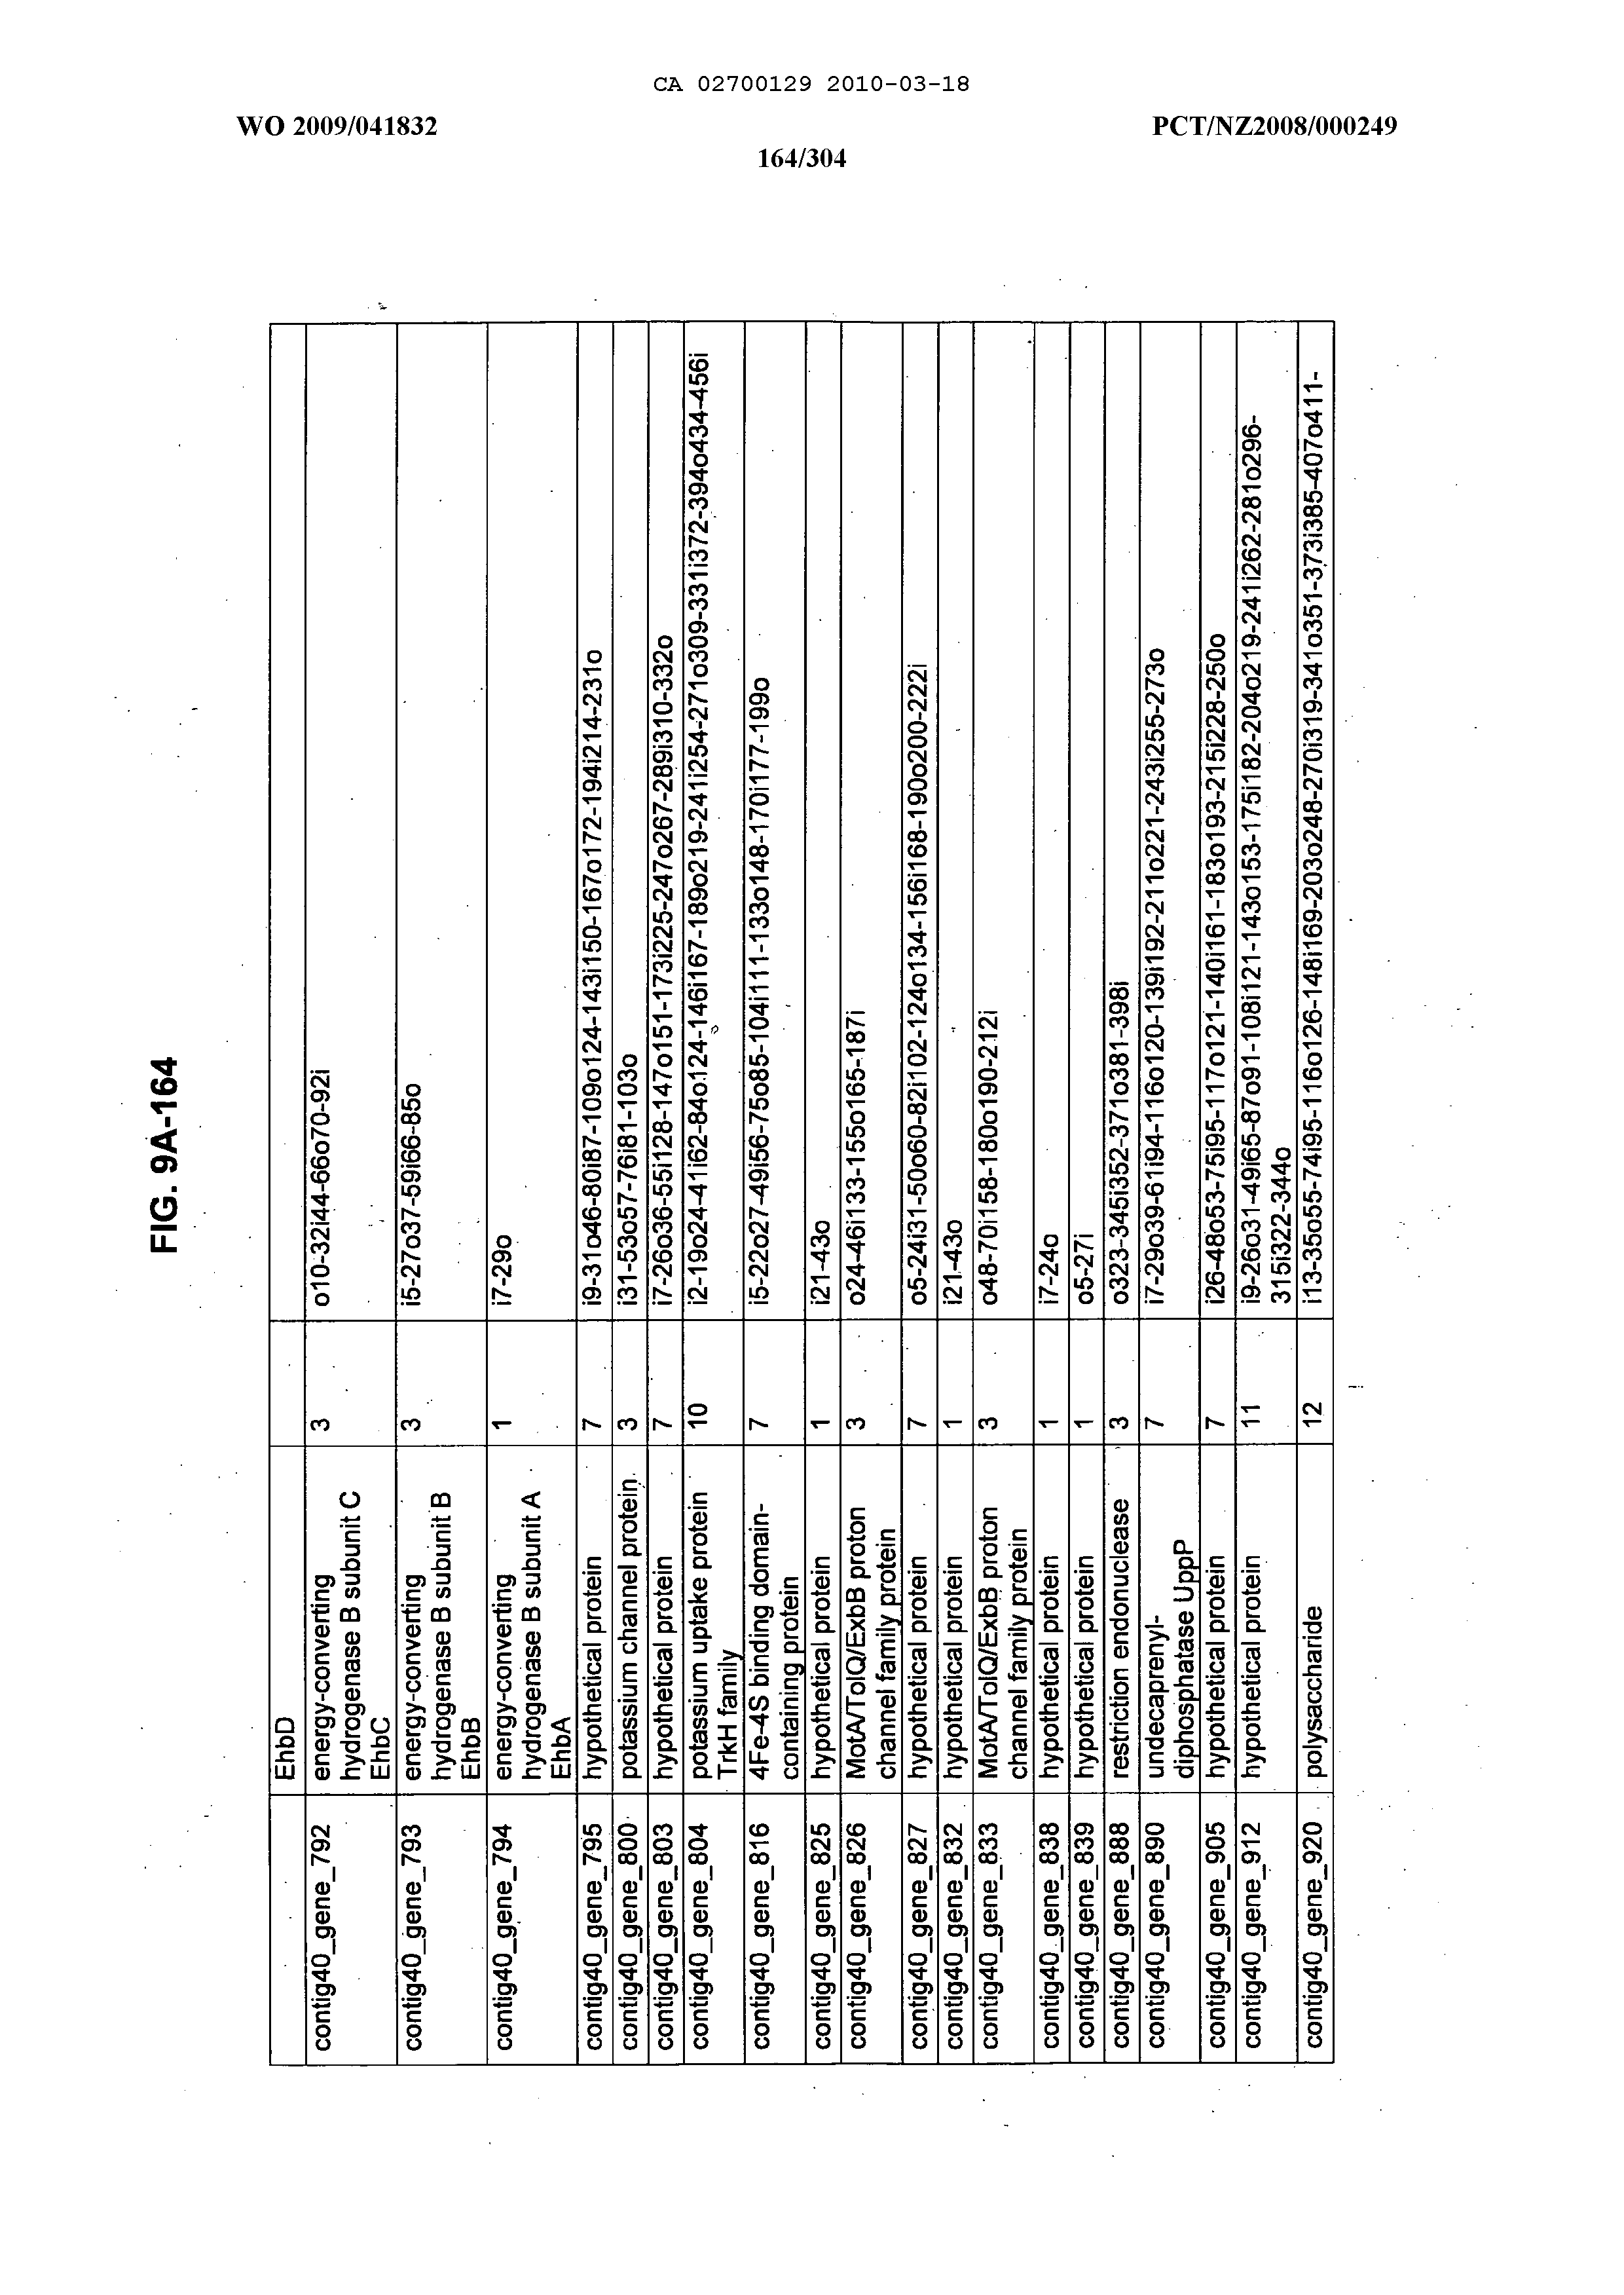 CA 02700129 2010-03-18
WO 2009/041832
PCT/NZ2008/000249
164/304
FIG. 9A-164
EhbD
contig40_gene_792 energy-converting 3 o10-32i44-66o70-92i
hydrogenase B subunit C
EhbC
contig40_gene_793 energy-converting 3 i5-27o37-59i66-85o
hydrogenase B subunit B
EhbB
contig40_gene_794 energy-converting 1 i7-29o
hydrogenase B subunit A
EhbA
contig40_gene_795 hypothetical protein 7 i9-31o46-80i87-109o124-143i150-167o172-194i214-231o
contig40_gene_800 potassium channel protein 3 i31-53o57-76i81-103o
contig40_gene_803 hypothetical protein 7 i7-26o36-55i128-147o151-173i225-247o267-289i310-332o
contig40_gene_804 potassium uptake protein 10 i2-19o24-41i62-84o124-146i167-189o219-241i254-271o309-331i372-394o434-456i
TrkH family
contig40_gene_816 4Fe-4S binding domain- 7 i5-22o27-49i56-75o85-104i111-133o148-170i177-199o
containing protein
contig40_gene_825 hypothetical protein 1 i21-43o
contig40_gene_826 MotA/TolQ/ExbB proton 3 o24-46i133-155o165-187i
channel family protein
contig40_gene_827 hypothetical protein 7 o5-24i31-50o60-82i102-124o134-156i168-190o200-222i
contig40_gene_832 hypothetical protein 1 i21-43o
contig40_gene_833 MotA/TolQ/ExbB proton 3 o48-70i158-180o190-212i
channel family protein
contig40_gene_838 hypothetical protein 1 i7-24o
contig40_gene_839 hypothetical protein 1 o5-27i
contig40_gene_888 restriction endonuclease 3 o323-345i352-371o381-398i
contig40_gene_890 undecaprenyl- 7 i7-29o39-61i94-116o120-139i192-211o221-243i255-273o
diphosphatase UppP
contig40_gene_905 hypothetical protein 7 i26-48o53-75i95-117o121-140i161-183o193-215i228-250o
contig40_gene_912 hypothetical protein 11 i9-26o31-49i65-87o91-108i121-143o153-175i182-204o219-241i262-281o296-
315i322-344o
contig40_gene_920 polysaccharide 12 i13-35o55-74i95-116o126-148i169-203o248-270i319-341o351-373i385-407o411-